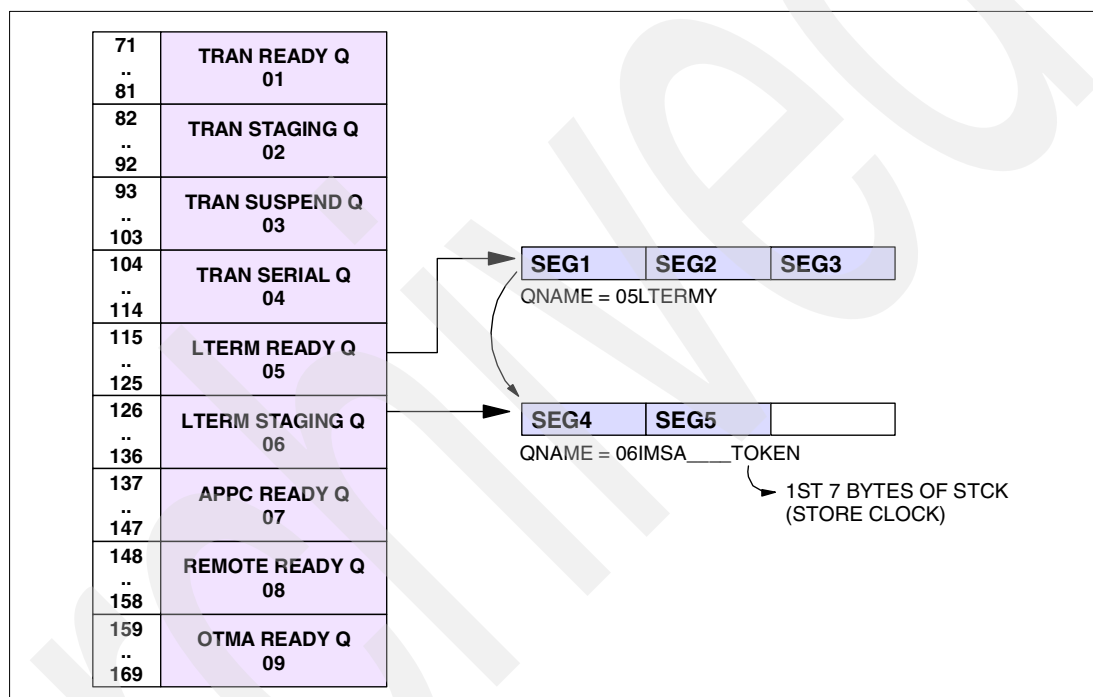 71
..
81
TRAN READY Q
01
82
..
92
TRAN STAGING Q
02
93
..
103
TRAN SUSPEND Q
03
104
..
114
TRAN SERIAL Q
04
115
..
125
LTERM READY Q
05
126
..
136
LTERM STAGING Q
06
137
..
147
APPC READY Q
07
148
..
158
REMOTE READY Q
08
159
..
169
OTMA READY Q
09
SEG1 SEG2 SEG3
QNAME = 05LTERMY
SEG4 SEG5
QNAME = 06IMSA____TOKEN
1ST 7 BYTES OF STCK
(STORE CLOCK)